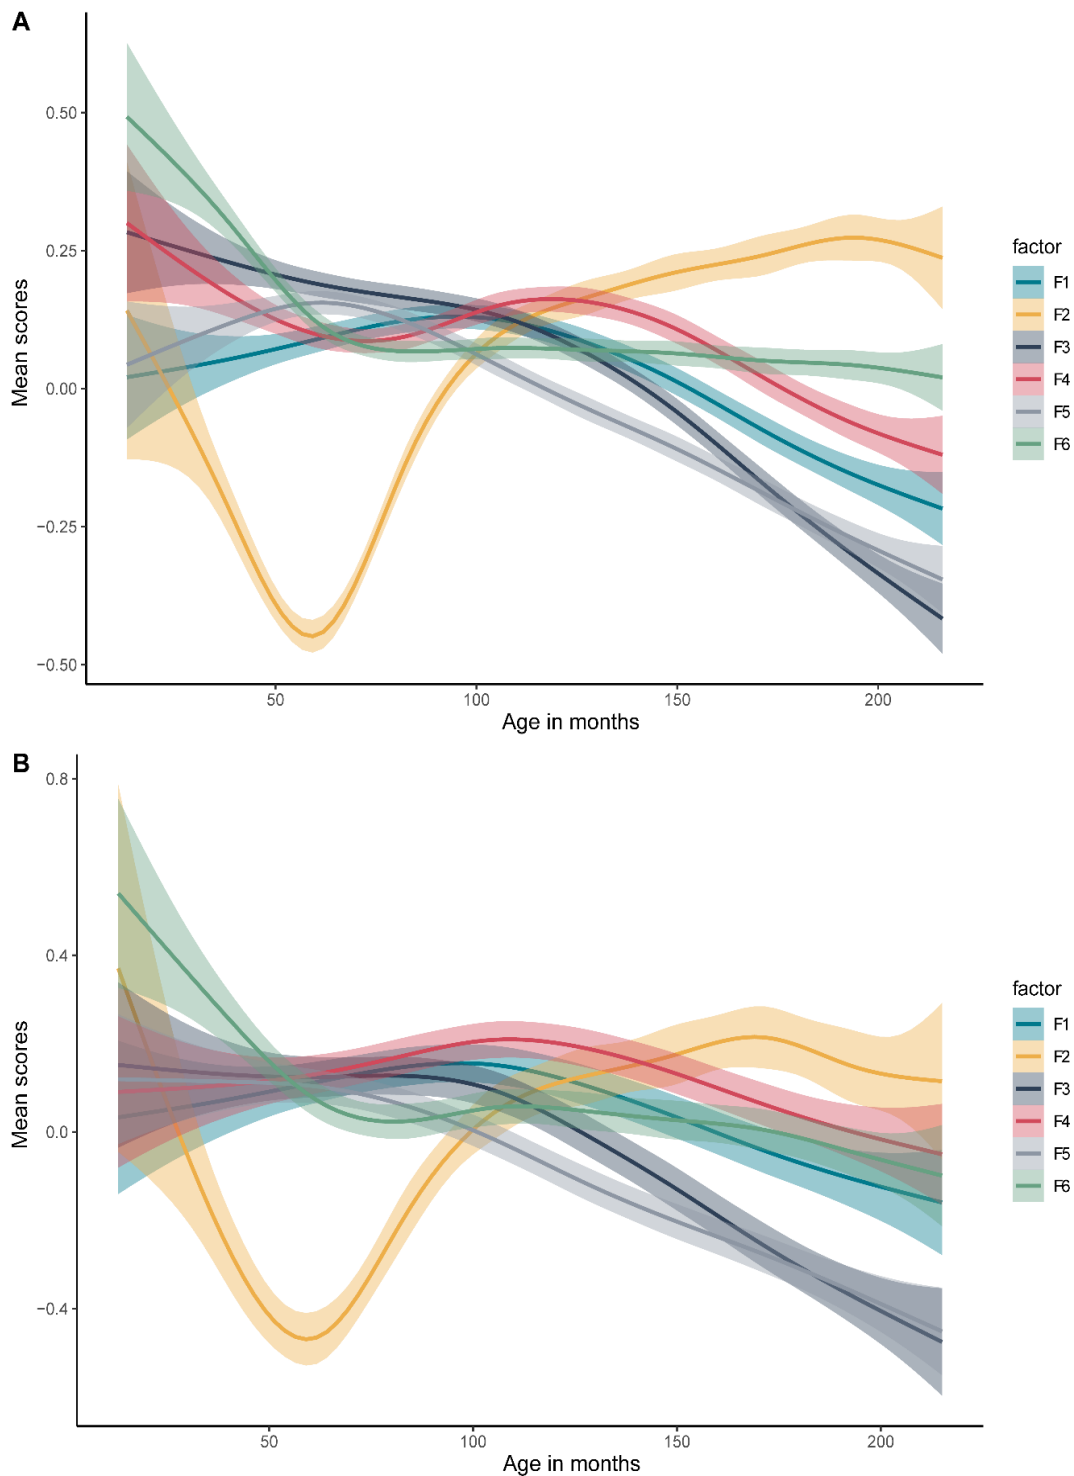 A
0.50
0.25
0.00
−0.25
−0.50
Mean scores
50 100 150 200
Age in months
factor
F1
F2
F3
F4
F5
F6
B
0.8
0.4
0.0
−0.4
Mean scores
50 100 150 200
Age in months
factor
F1
F2
F3
F4
F5
F6